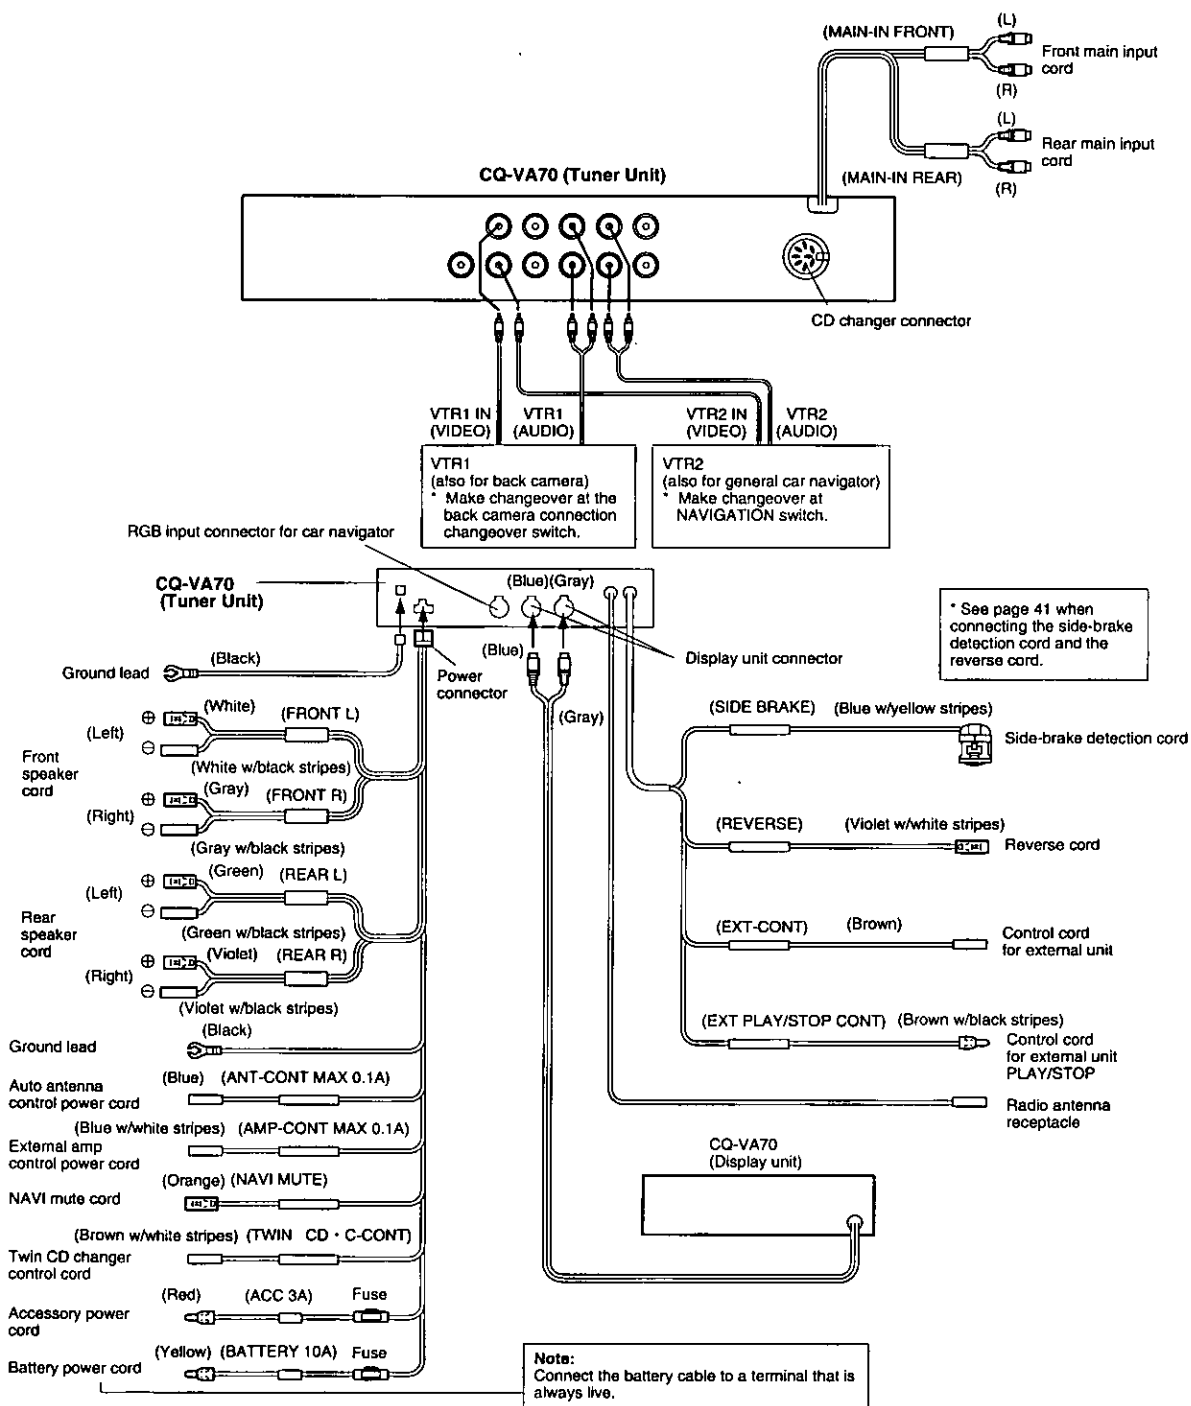 (MAIN-IN FRONT)
(L)
Front main input
cord
(R)
(L)
Rear main input
cord
(MAIN-IN REAR)
(R)
CQ-VA70 (Tuner Unit)
CD changer connector
VTR1 IN
(VIDEO)
VTR1
(AUDIO)
VTR2 IN
(VIDEO)
VTR2
(AUDIO)
VTR1
(also for back camera)
* Make changeover at the
back camera connection
changeover switch.
VTR2
(also for general car navigator)
* Make changeover at
NAVIGATION switch.
RGB input connector for car navigator
CQ-VA70
(Tuner Unit)
(Blue)(Gray)
* See page 41 when
connecting the side-brake
detection cord and the
reverse cord.
Ground lead
(Black)
Power
connector
(Blue)
(Gray)
Display unit connector
Front
speaker
cord
(Left)
⊕
⊖
(White)
(FRONT L)
(White w/black stripes)
(Right)
⊕
⊖
(Gray)
(FRONT R)
(Gray w/black stripes)
Rear
speaker
cord
(Left)
⊕
⊖
(Green)
(REAR L)
(Green w/black stripes)
(Right)
⊕
⊖
(Violet)
(REAR R)
(Violet w/black stripes)
Ground lead
(Black)
Auto antenna
control power cord
(Blue) (ANT-CONT MAX 0.1A)
External amp
control power cord
(Blue w/white stripes) (AMP-CONT MAX 0.1A)
NAVI mute cord
(Orange) (NAVI MUTE)
Twin CD changer
control cord
(Brown w/white stripes) (TWIN CD・C-CONT)
Accessory power
cord
(Red) (ACC 3A) Fuse
Battery power cord
(Yellow) (BATTERY 10A) Fuse
(SIDE BRAKE) (Blue w/yellow stripes)
Side-brake detection cord
(REVERSE) (Violet w/white stripes)
Reverse cord
(EXT-CONT) (Brown)
Control cord
for external unit
(EXT PLAY/STOP CONT) (Brown w/black stripes)
Control cord
for external unit
PLAY/STOP
Radio antenna
receptacle
CQ-VA70
(Display unit)
Note:
Connect the battery cable to a terminal that is
always live.